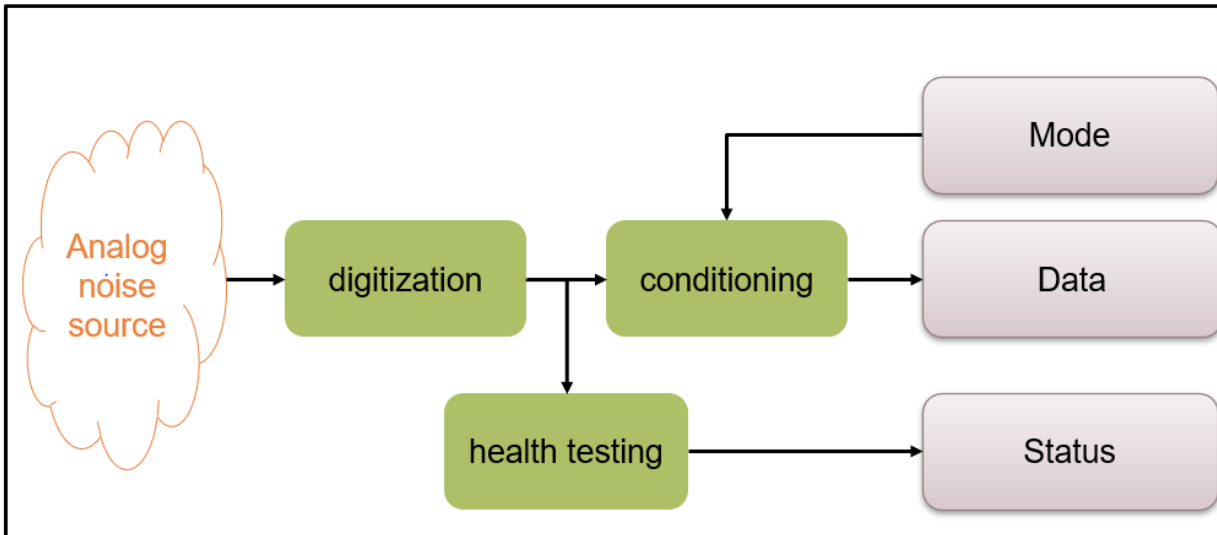 Mode
Analog
noise
source
digitization
conditioning
Data
health testing
Status